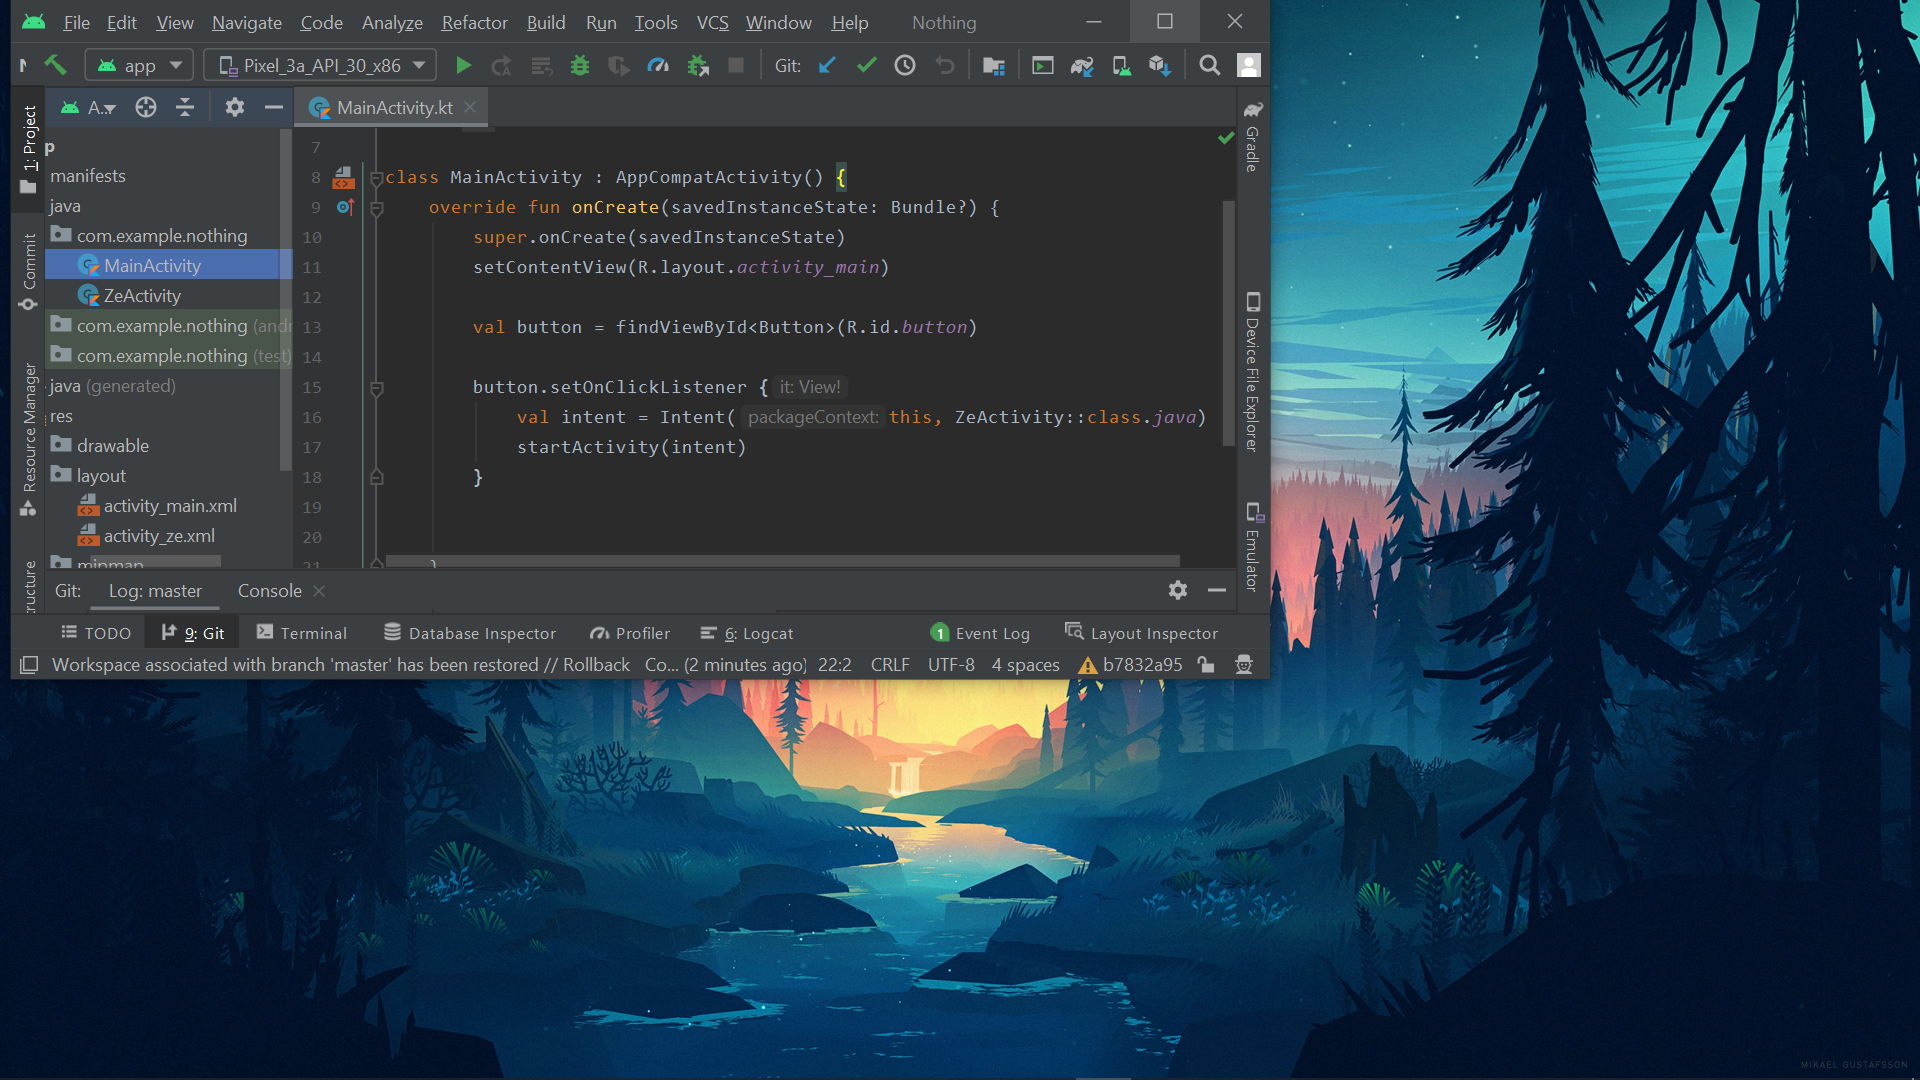 File Edit View Navigate Code Analyze Refactor Build Run Tools VCS Window Help Nothing
app Pixel_3a_API_30_x86 Git:
A... MainActivity.kt
1: Project
Commit
Resource Manager
p
manifests
java
com.example.nothing
MainActivity
ZeActivity
com.example.nothing (andr
com.example.nothing (test)
java (generated)
res
drawable
layout
activity_main.xml
activity_ze.xml
7
8 class MainActivity : AppCompatActivity() {
9 override fun onCreate(savedInstanceState: Bundle?) {
10 super.onCreate(savedInstanceState)
11 setContentView(R.layout.activity_main)
12
13 val button = findViewById<Button>(R.id.button)
14
15 button.setOnClickListener { it: View!
16 val intent = Intent( packageContext: this, ZeActivity::class.java)
17 startActivity(intent)
18 }
19
20
21 }
Gradle
Device File Explorer
Emulator
Git: Log: master Console
TODO 9: Git Terminal Database Inspector Profiler 6: Logcat 1 Event Log Layout Inspector
Workspace associated with branch 'master' has been restored // Rollback Co... (2 minutes ago) 22:2 CRLF UTF-8 4 spaces b7832a95
MIKAEL GUSTAFSSON